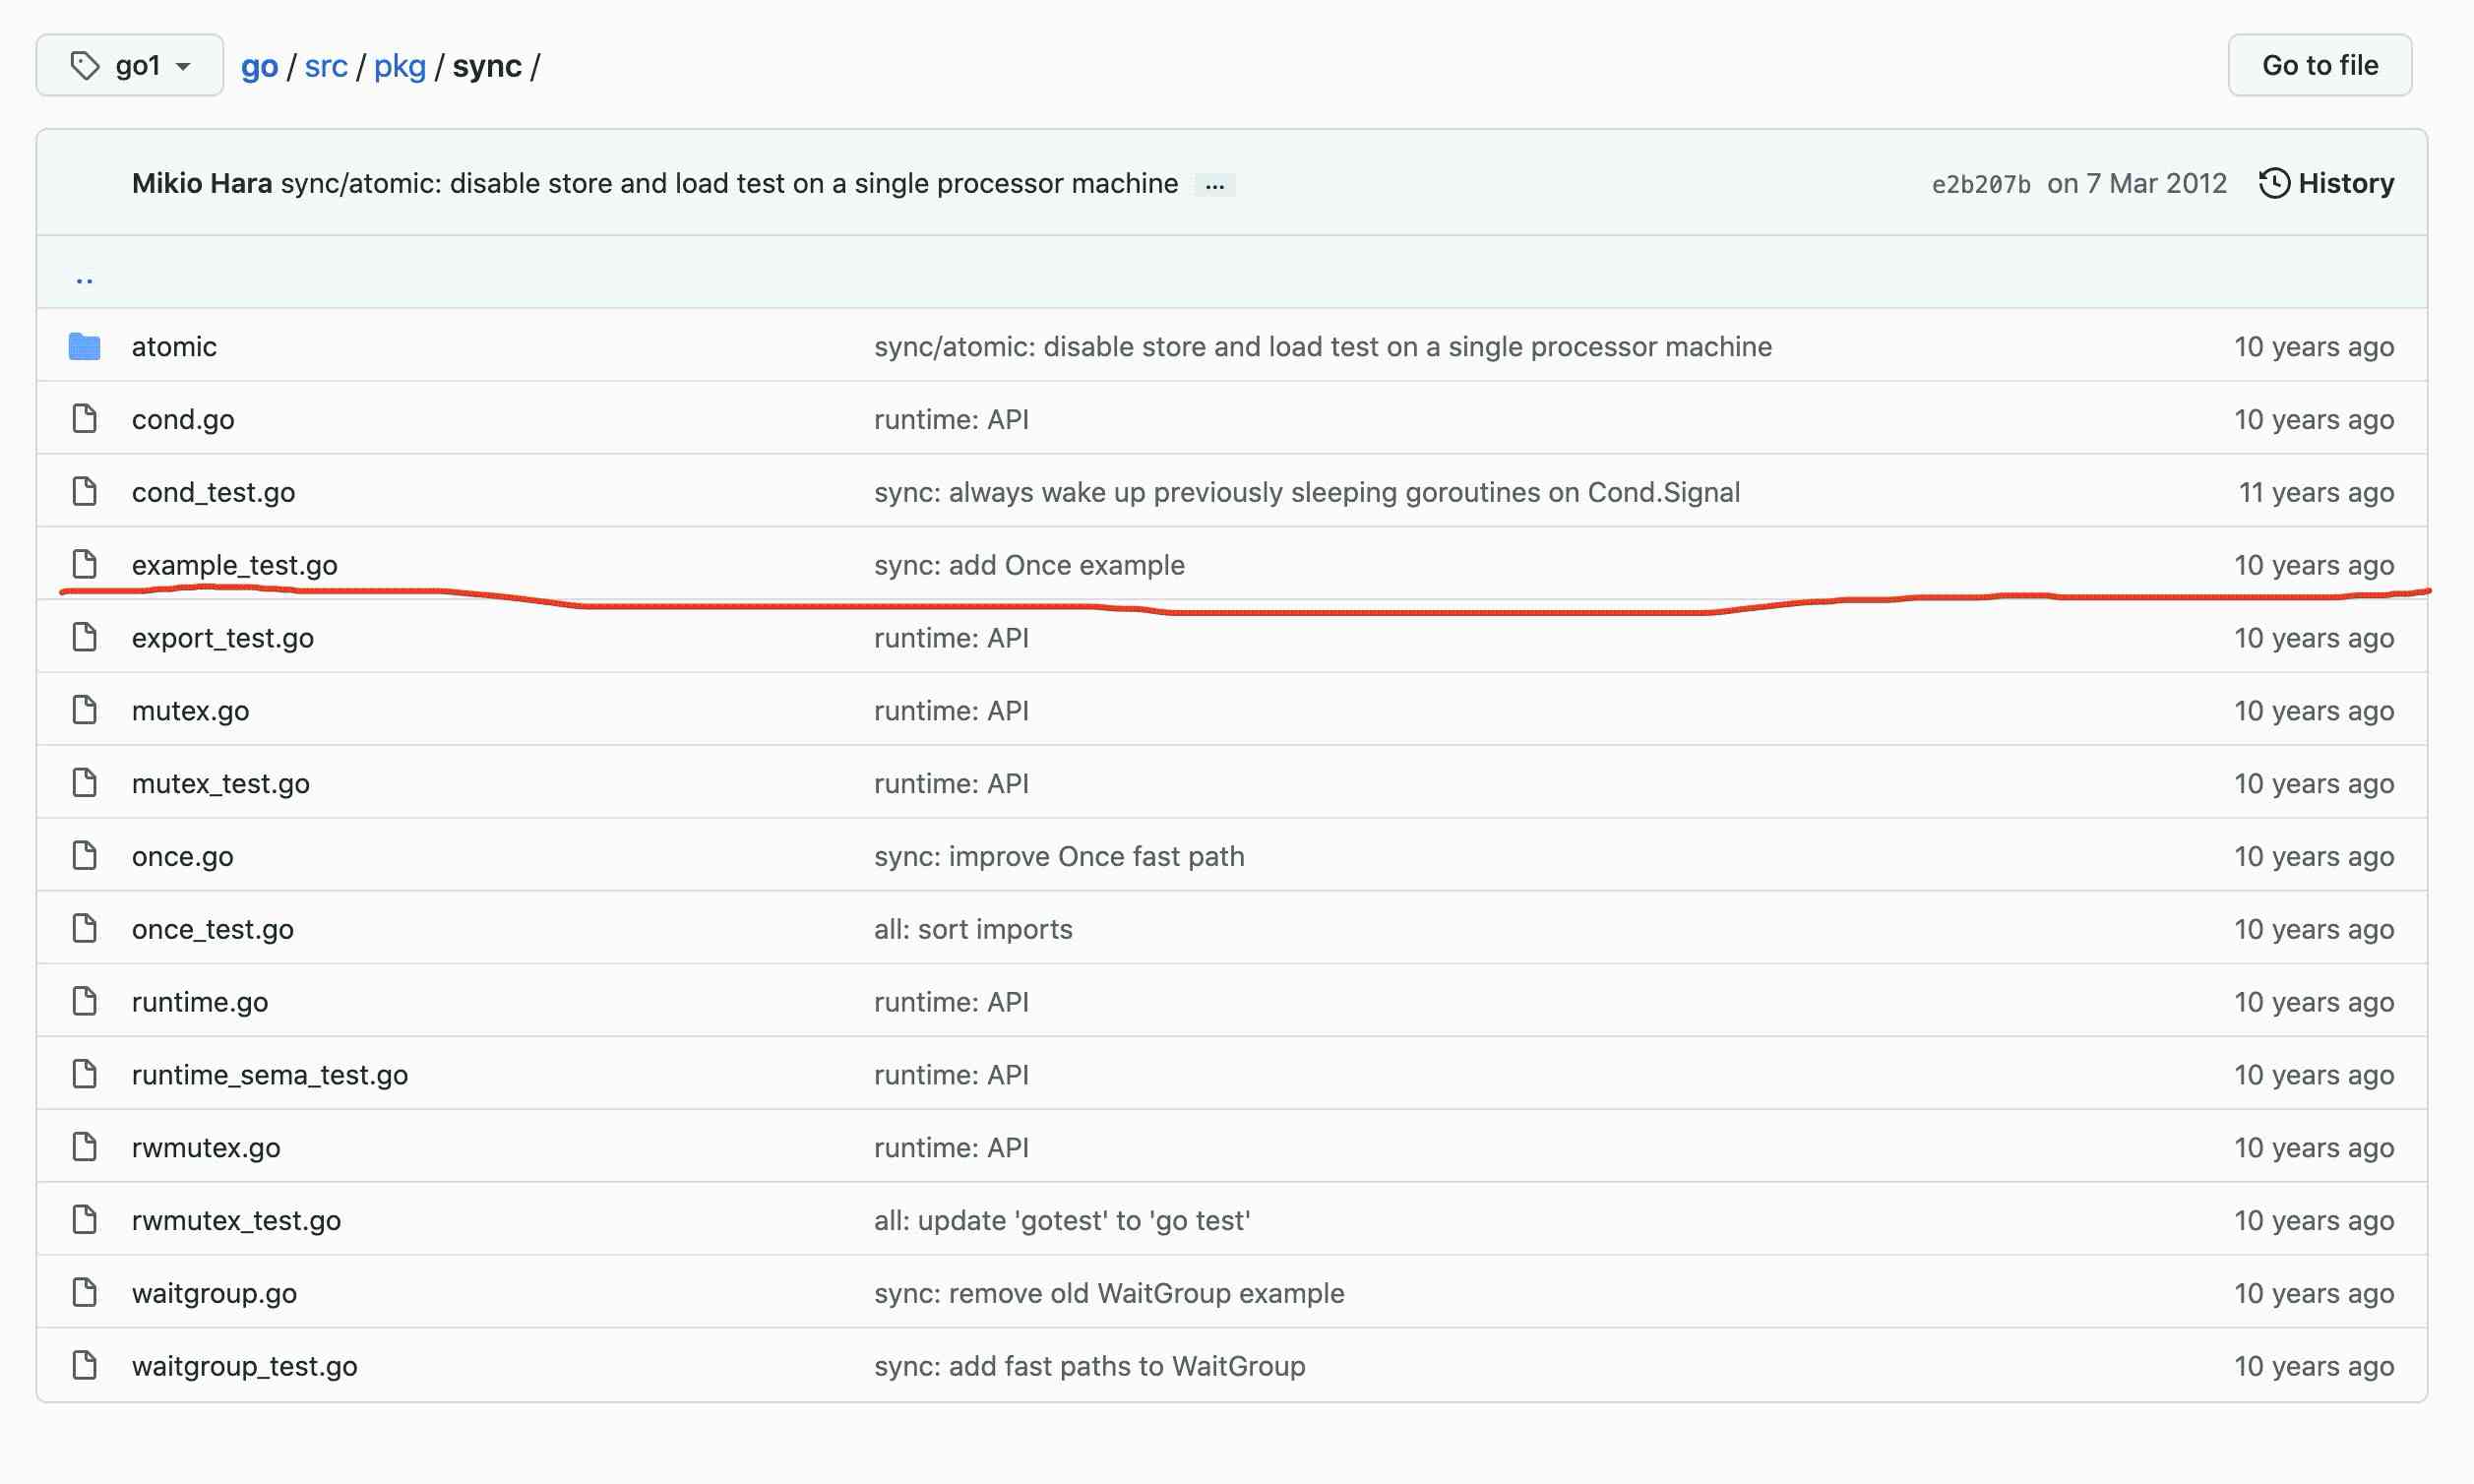 go1 go / src / pkg / sync / Go to file
Mikio Hara sync/atomic: disable store and load test on a single processor machine ... e2b207b on 7 Mar 2012 History
..
atomic sync/atomic: disable store and load test on a single processor machine 10 years ago
cond.go runtime: API 10 years ago
cond_test.go sync: always wake up previously sleeping goroutines on Cond.Signal 11 years ago
example_test.go sync: add Once example 10 years ago
export_test.go runtime: API 10 years ago
mutex.go runtime: API 10 years ago
mutex_test.go runtime: API 10 years ago
once.go sync: improve Once fast path 10 years ago
once_test.go all: sort imports 10 years ago
runtime.go runtime: API 10 years ago
runtime_sema_test.go runtime: API 10 years ago
rwmutex.go runtime: API 10 years ago
rwmutex_test.go all: update 'gotest' to 'go test' 10 years ago
waitgroup.go sync: remove old WaitGroup example 10 years ago
waitgroup_test.go sync: add fast paths to WaitGroup 10 years ago